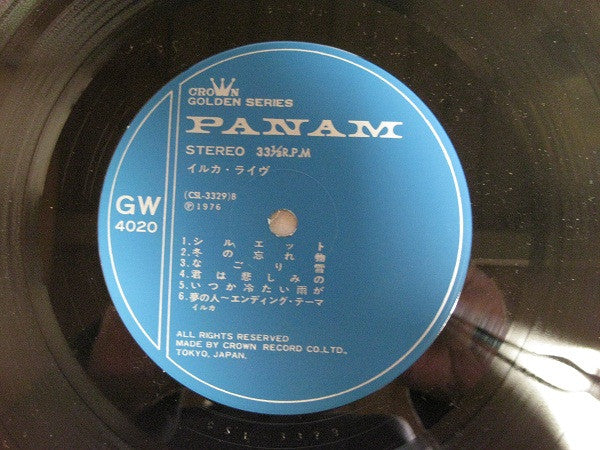 CROWN
GOLDEN SERIES
PANAM
STEREO 33⅓R.P.M
イルカ・ライヴ
GW
4020
(CSL-3329)B
Ⓟ1976
1.シルエット
2.冬の忘れ物
3.なごり雪
4.君は悲しみの
5.いつか冷たい雨が
6.夢の人〜エンディング・テーマ
イルカ
ALL RIGHTS RESERVED
MADE BY CROWN RECORD CO.LTD.,
TOKYO, JAPAN.